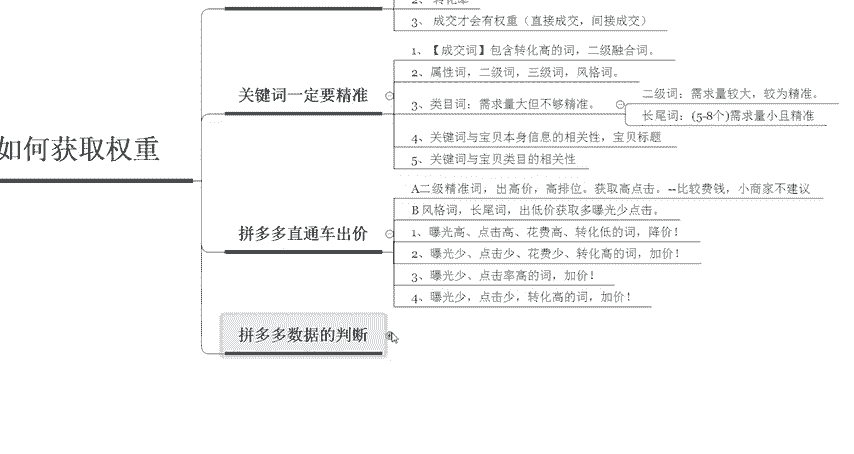 2、 转化率
3、 成交才会有权重（直接成交，间接成交）
如何获取权重
关键词一定要精准
1、【成交词】包含转化高的词，二级融合词。
2、属性词，二级词，三级词，风格词。
3、类目词：需求量大但不够精准。
二级词：需求量较大，较为精准。
长尾词：(5-8个)需求量小且精准
4、关键词与宝贝本身信息的相关性，宝贝标题
5、关键词与宝贝类目的相关性
拼多多直通车出价
A二级精准词，出高价，高排位。获取高点击。--比较费钱，小商家不建议
B 风格词，长尾词，出低价获取多曝光少点击。
1、曝光高、点击高、花费高、转化低的词，降价！
2、曝光少、点击少、花费少、转化高的词，加价！
3、曝光少、点击率高的词，加价！
4、曝光少，点击少，转化高的词，加价！
拼多多数据的判断